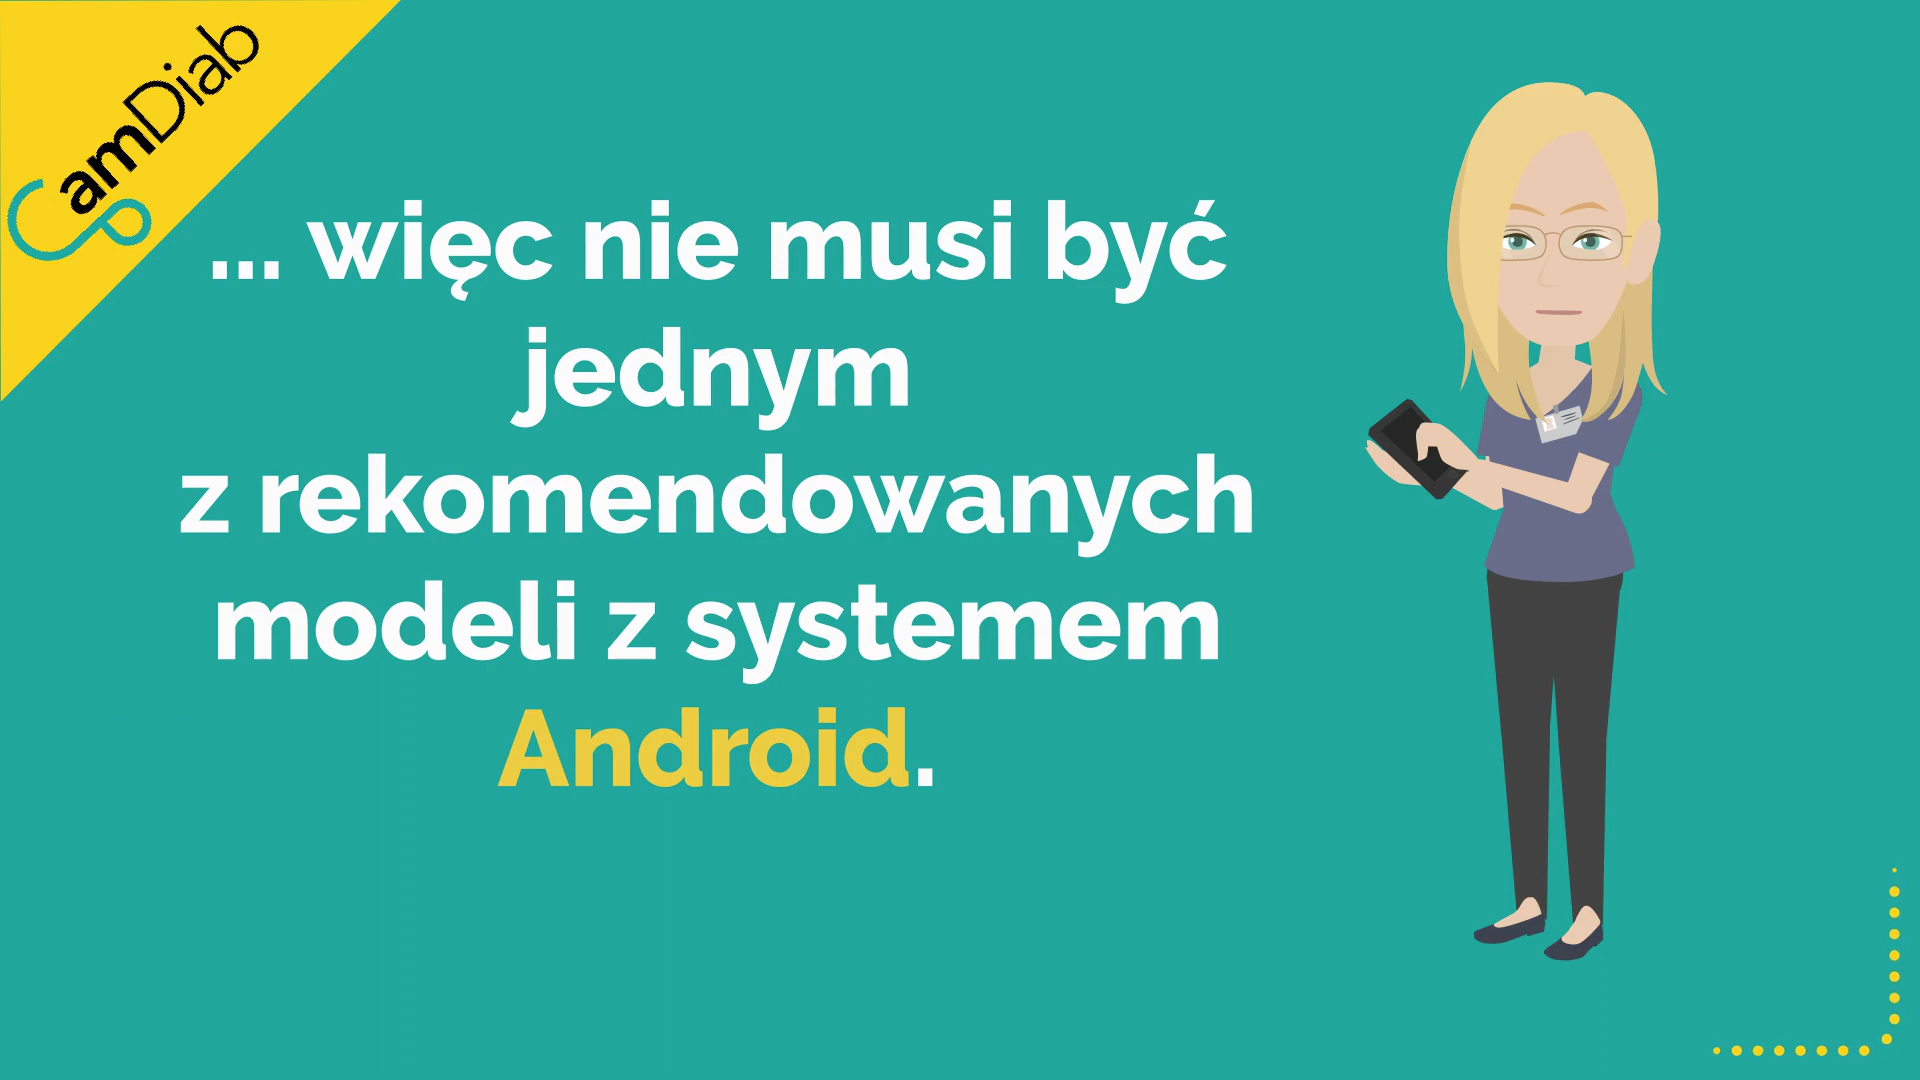 CamDiab
... więc nie musi być
jednym
z rekomendowanych
modeli z systemem
Android.